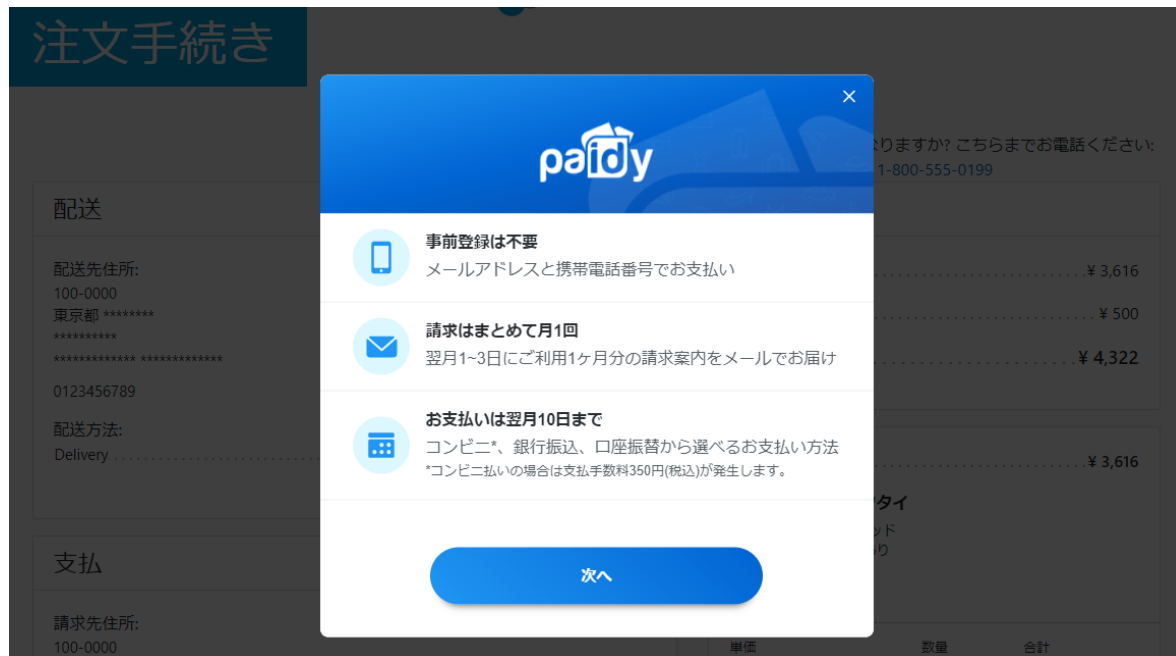 注文手続き
paidy
事前登録は不要
メールアドレスと携帯電話番号でお支払い
請求はまとめて月1回
翌月1~3日にご利用1ヶ月分の請求案内をメールでお届け
お支払いは翌月10日まで
コンビニ*、銀行振込、口座振替から選べるお支払い方法
*コンビニ払いの場合は支払手数料350円(税込)が発生します。
次へ
りますか? こちらまでお電話ください:
1-800-555-0199
配送
配送先住所:
100-0000
東京都 ********
**********
************* *************
0123456789
配送方法:
Delivery
¥ 3,616
¥ 500
¥ 4,322
¥ 3,616
タイ
ッド
り
支払
請求先住所:
100-0000
単価 数量 合計